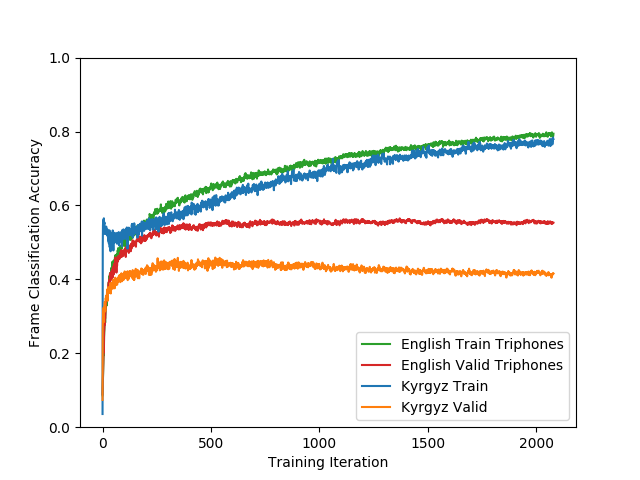 1.0
0.8
0.6
0.4
0.2
0.0
Frame Classification Accuracy
0
500
1000
1500
2000
Training Iteration
English Train Triphones
English Valid Triphones
Kyrgyz Train
Kyrgyz Valid